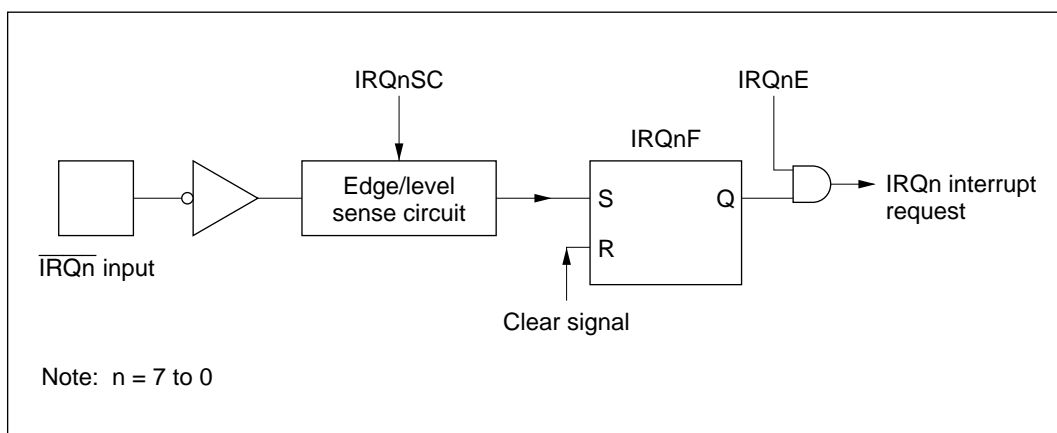 IRQnSC
IRQnE
IRQnF
Edge/level
sense circuit
S
Q
R
IRQn interrupt
request
IRQn input
Clear signal
Note: n = 7 to 0